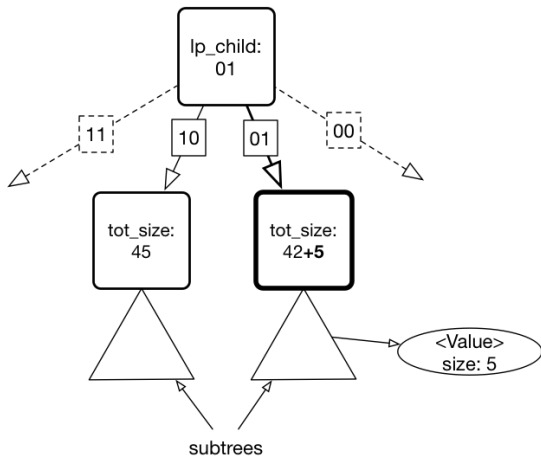 lp_child:
01
11
10
01
00
tot_size:
45
tot_size:
42+5
<Value>
size: 5
subtrees